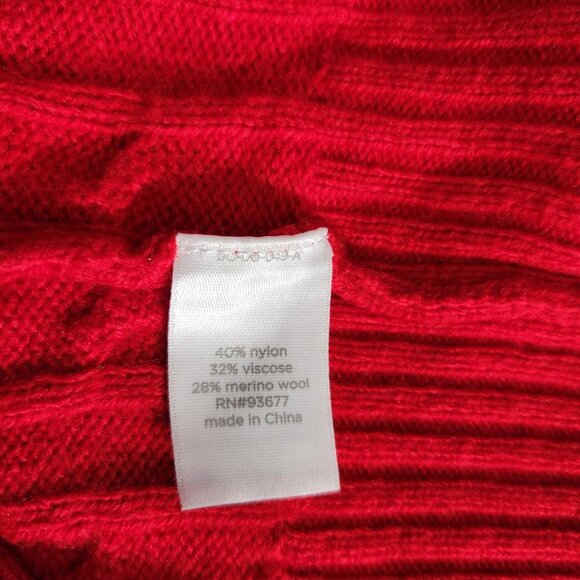 40% nylon
32% viscose
28% merino wool
RN#93677
made in China